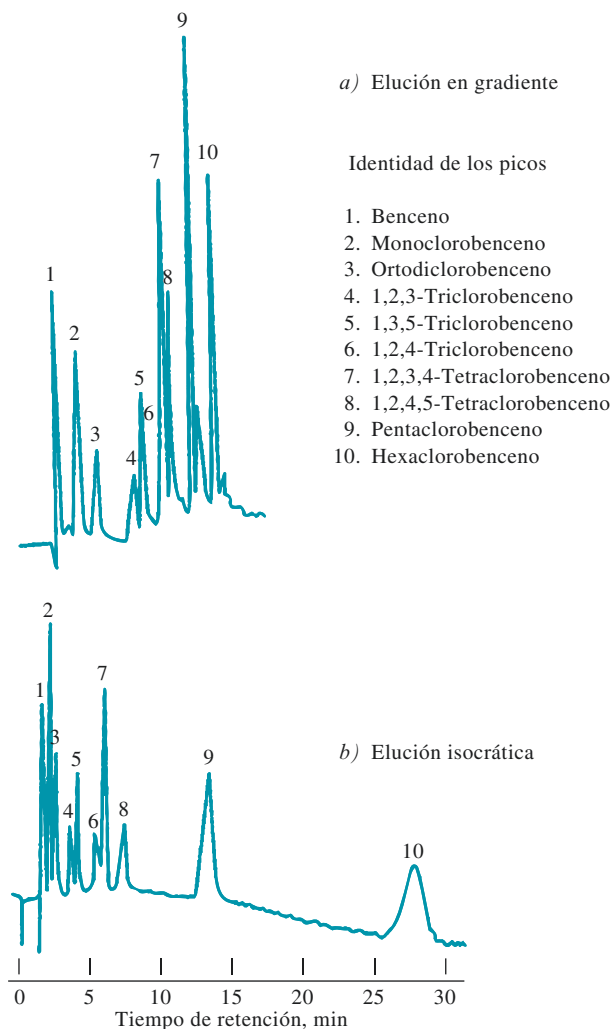 9
a) Elución en gradiente
7
10
Identidad de los picos
1. Benceno
2. Monoclorobenceno
3. Ortodiclorobenceno
4. 1,2,3-Triclorobenceno
5. 1,3,5-Triclorobenceno
6. 1,2,4-Triclorobenceno
7. 1,2,3,4-Tetraclorobenceno
8. 1,2,4,5-Tetraclorobenceno
9. Pentaclorobenceno
10. Hexaclorobenceno
1
8
2
5
6
3
4
2
7
1
3
b) Elución isocrática
5
9
4
6
8
10
0 5 10 15 20 25 30
Tiempo de retención, min